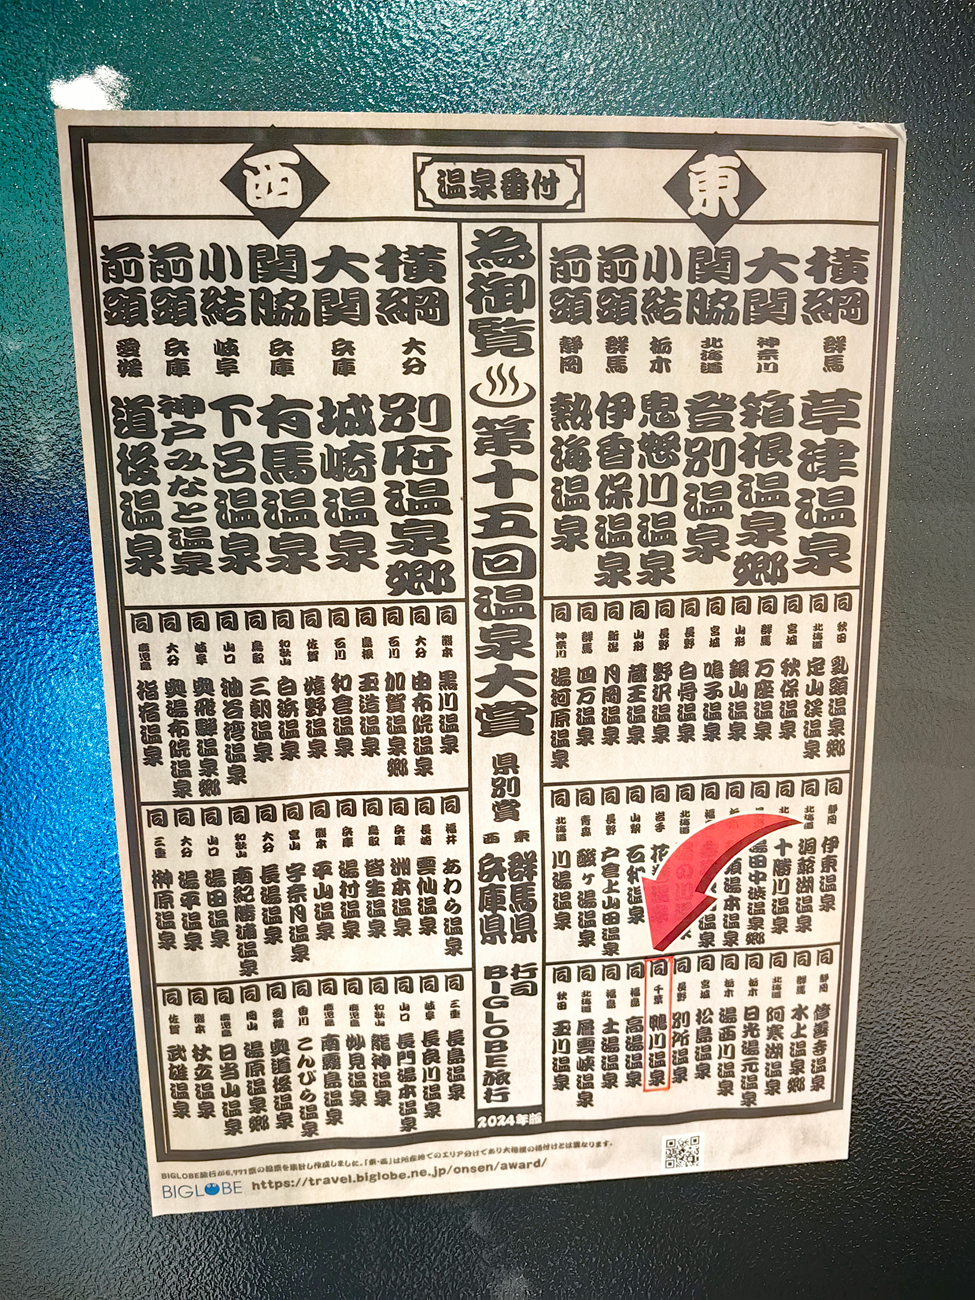 東
温泉番付
西
横綱 群馬 草津温泉
大関 神奈川 箱根温泉郷
関脇 北海道 登別温泉
小結 栃木 鬼怒川温泉
前頭 群馬 伊香保温泉
前頭 静岡 熱海温泉
同 秋田 乳頭温泉郷
同 北海道 定山渓温泉
同 宮城 秋保温泉
同 群馬 万座温泉
同 山形 銀山温泉
同 宮城 鳴子温泉
同 長野 白骨温泉
同 長野 野沢温泉
同 山形 蔵王温泉
同 新潟 月岡温泉
同 群馬 四万温泉
同 神奈川 湯河原温泉
同 静岡 伊東温泉
同 北海道 洞爺湖温泉
同 十勝川温泉
同 田中渋温泉郷
同 須湯本温泉
同 温泉
同 北海道
同 岩手 花
同 山梨 石和温泉
同 長野 戸倉上山田温泉
同 青森 酸ヶ湯温泉
同 北海道 川湯温泉
同 静岡 修善寺温泉
同 群馬 水上温泉郷
同 北海道 阿寒湖温泉
同 栃木 日光湯元温泉
同 栃木 湯西川温泉
同 宮城 松島温泉
同 長野 別所温泉
同 千葉 鴨川温泉
同 福島 高湯温泉
同 福島 土湯温泉
同 北海道 層雲峡温泉
同 秋田 玉川温泉
為御覧♨第十五回温泉大賞
県別賞
東 群馬県
西 兵庫県
行司
BIGLOBE旅行
2024年版
横綱 大分 別府温泉郷
大関 兵庫 城崎温泉
関脇 兵庫 有馬温泉
小結 岐阜 下呂温泉
前頭 兵庫 神戸みなと温泉
前頭 愛媛 道後温泉
同 熊本 黒川温泉
同 大分 由布院温泉
同 石川 加賀温泉郷
同 島根 玉造温泉
同 石川 和倉温泉
同 佐賀 嬉野温泉
同 和歌山 白浜温泉
同 鳥取 三朝温泉
同 山口 油谷湾温泉
同 岐阜 奥飛騨温泉郷
同 大分 奥湯布院温泉
同 鹿児島 指宿温泉
同 福井 あわら温泉
同 長崎 雲仙温泉
同 兵庫 洲本温泉
同 鳥取 皆生温泉
同 兵庫 湯村温泉
同 熊本 平山温泉
同 富山 宇奈月温泉
同 大分 長湯温泉
同 和歌山 南紀勝浦温泉
同 山口 湯田温泉
同 大分 湯平温泉
同 三重 榊原温泉
同 三重 長島温泉
同 岐阜 長良川温泉
同 山口 長門湯本温泉
同 和歌山 龍神温泉
同 鹿児島 妙見温泉
同 鹿児島 南霧島温泉
同 香川 こんぴら温泉
同 愛媛 奥道後温泉
同 岡山 湯原温泉郷
同 鹿児島 日当山温泉
同 熊本 杖立温泉
同 佐賀 武雄温泉
BIGLOBE旅行が6,771票の投票を集計し作成しました。「東・西」は所在地でのエリア分けであり大相撲の格付けとは異なります。
BIGLOBE https://travel.biglobe.ne.jp/onsen/award/